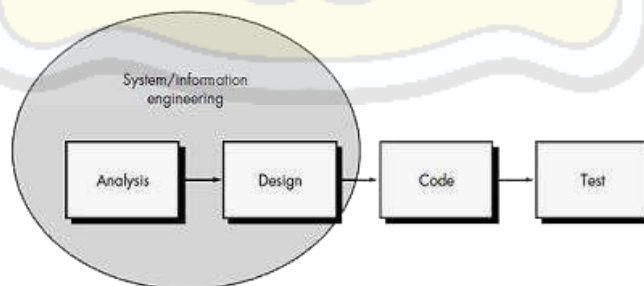 System/information
engineering
Analysis
Design
Code
Test